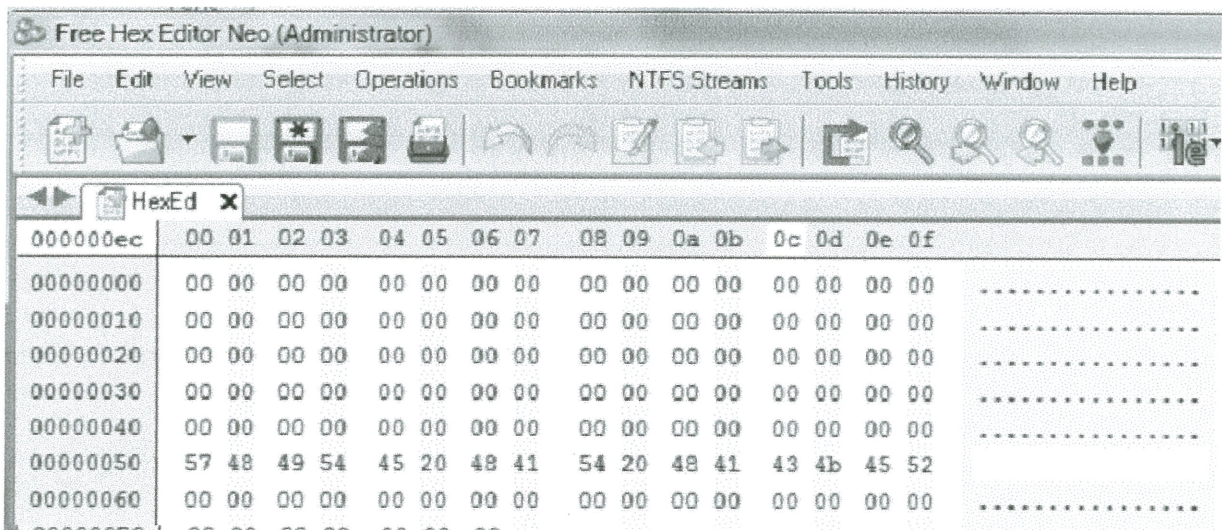 Free Hex Editor Neo (Administrator)
File Edit View Select Operations Bookmarks NTFS Streams Tools History Window Help
HexEd x
000000ec 00 01 02 03 04 05 06 07 08 09 0a 0b 0c 0d 0e 0f
00000000 00 00 00 00 00 00 00 00 00 00 00 00 00 00 00 00 ................
00000010 00 00 00 00 00 00 00 00 00 00 00 00 00 00 00 00 ................
00000020 00 00 00 00 00 00 00 00 00 00 00 00 00 00 00 00 ................
00000030 00 00 00 00 00 00 00 00 00 00 00 00 00 00 00 00 ................
00000040 00 00 00 00 00 00 00 00 00 00 00 00 00 00 00 00 ................
00000050 57 48 49 54 45 20 48 41 54 20 48 41 43 4b 45 52
00000060 00 00 00 00 00 00 00 00 00 00 00 00 00 00 00 00 ................